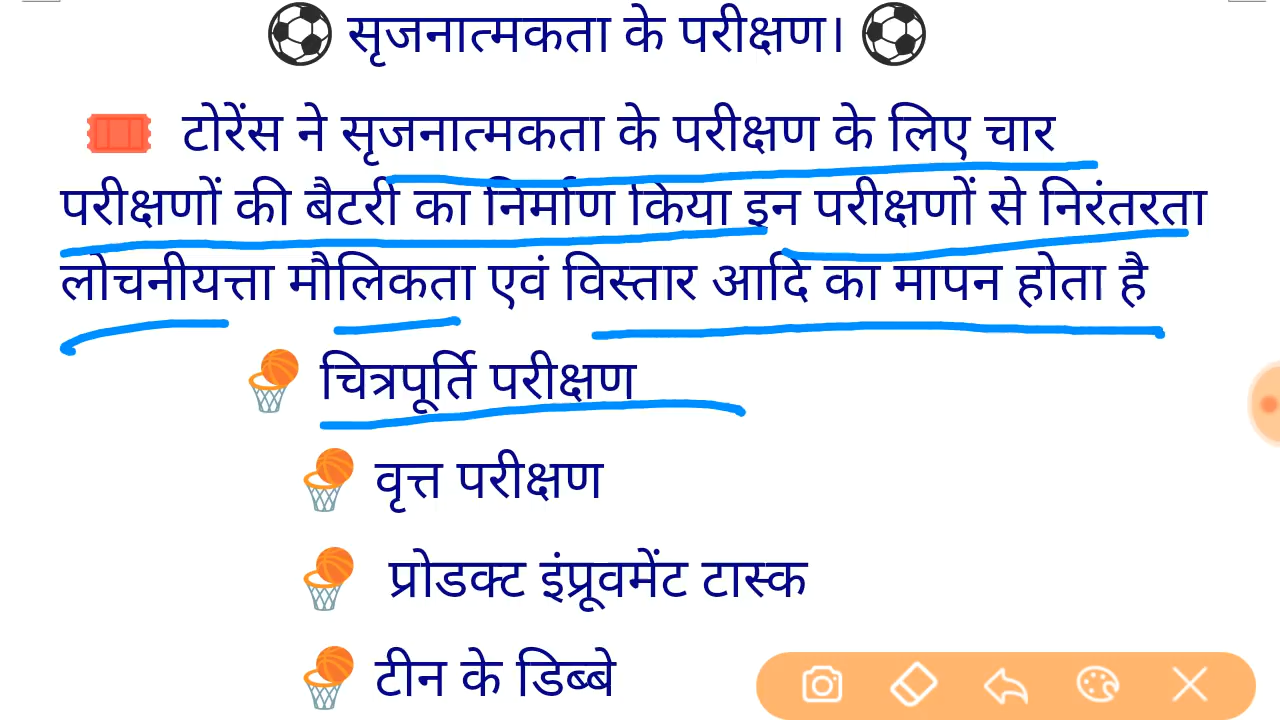 सृजनात्मकता के परीक्षण।
टोरेंस ने सृजनात्मकता के परीक्षण के लिए चार
परीक्षणों की बैटरी का निर्माण किया इन परीक्षणों से निरंतरता
लोचनीयत्ता मौलिकता एवं विस्तार आदि का मापन होता है
चित्रपूर्ति परीक्षण
वृत्त परीक्षण
प्रोडक्ट इंप्रूवमेंट टास्क
टीन के डिब्बे